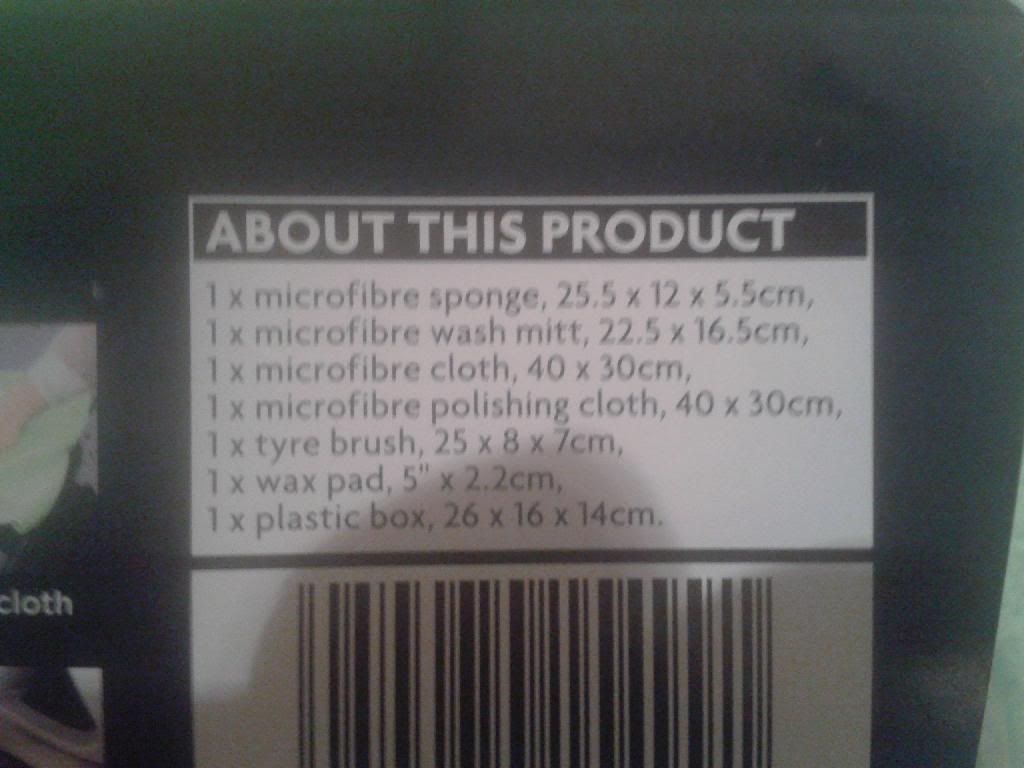 ABOUT THIS PRODUCT
1 x microfibre sponge, 25.5 x 12 x 5.5cm,
1 x microfibre wash mitt, 22.5 x 16.5cm,
1 x microfibre cloth, 40 x 30cm,
1 x microfibre polishing cloth, 40 x 30cm,
1 x tyre brush, 25 x 8 x 7cm,
1 x wax pad, 5" x 2.2cm,
1 x plastic box, 26 x 16 x 14cm.
cloth